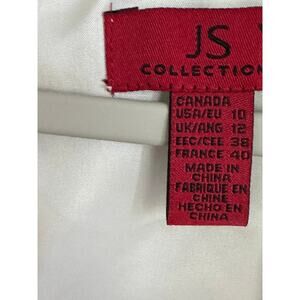 JS
COLLECTION
CANADA
USA/EU 10
UK/ANG 12
EEC/CEE 38
FRANCE 40
MADE IN
CHINA
FABRIQUE EN
CHINE
HECHO EN
CHINA